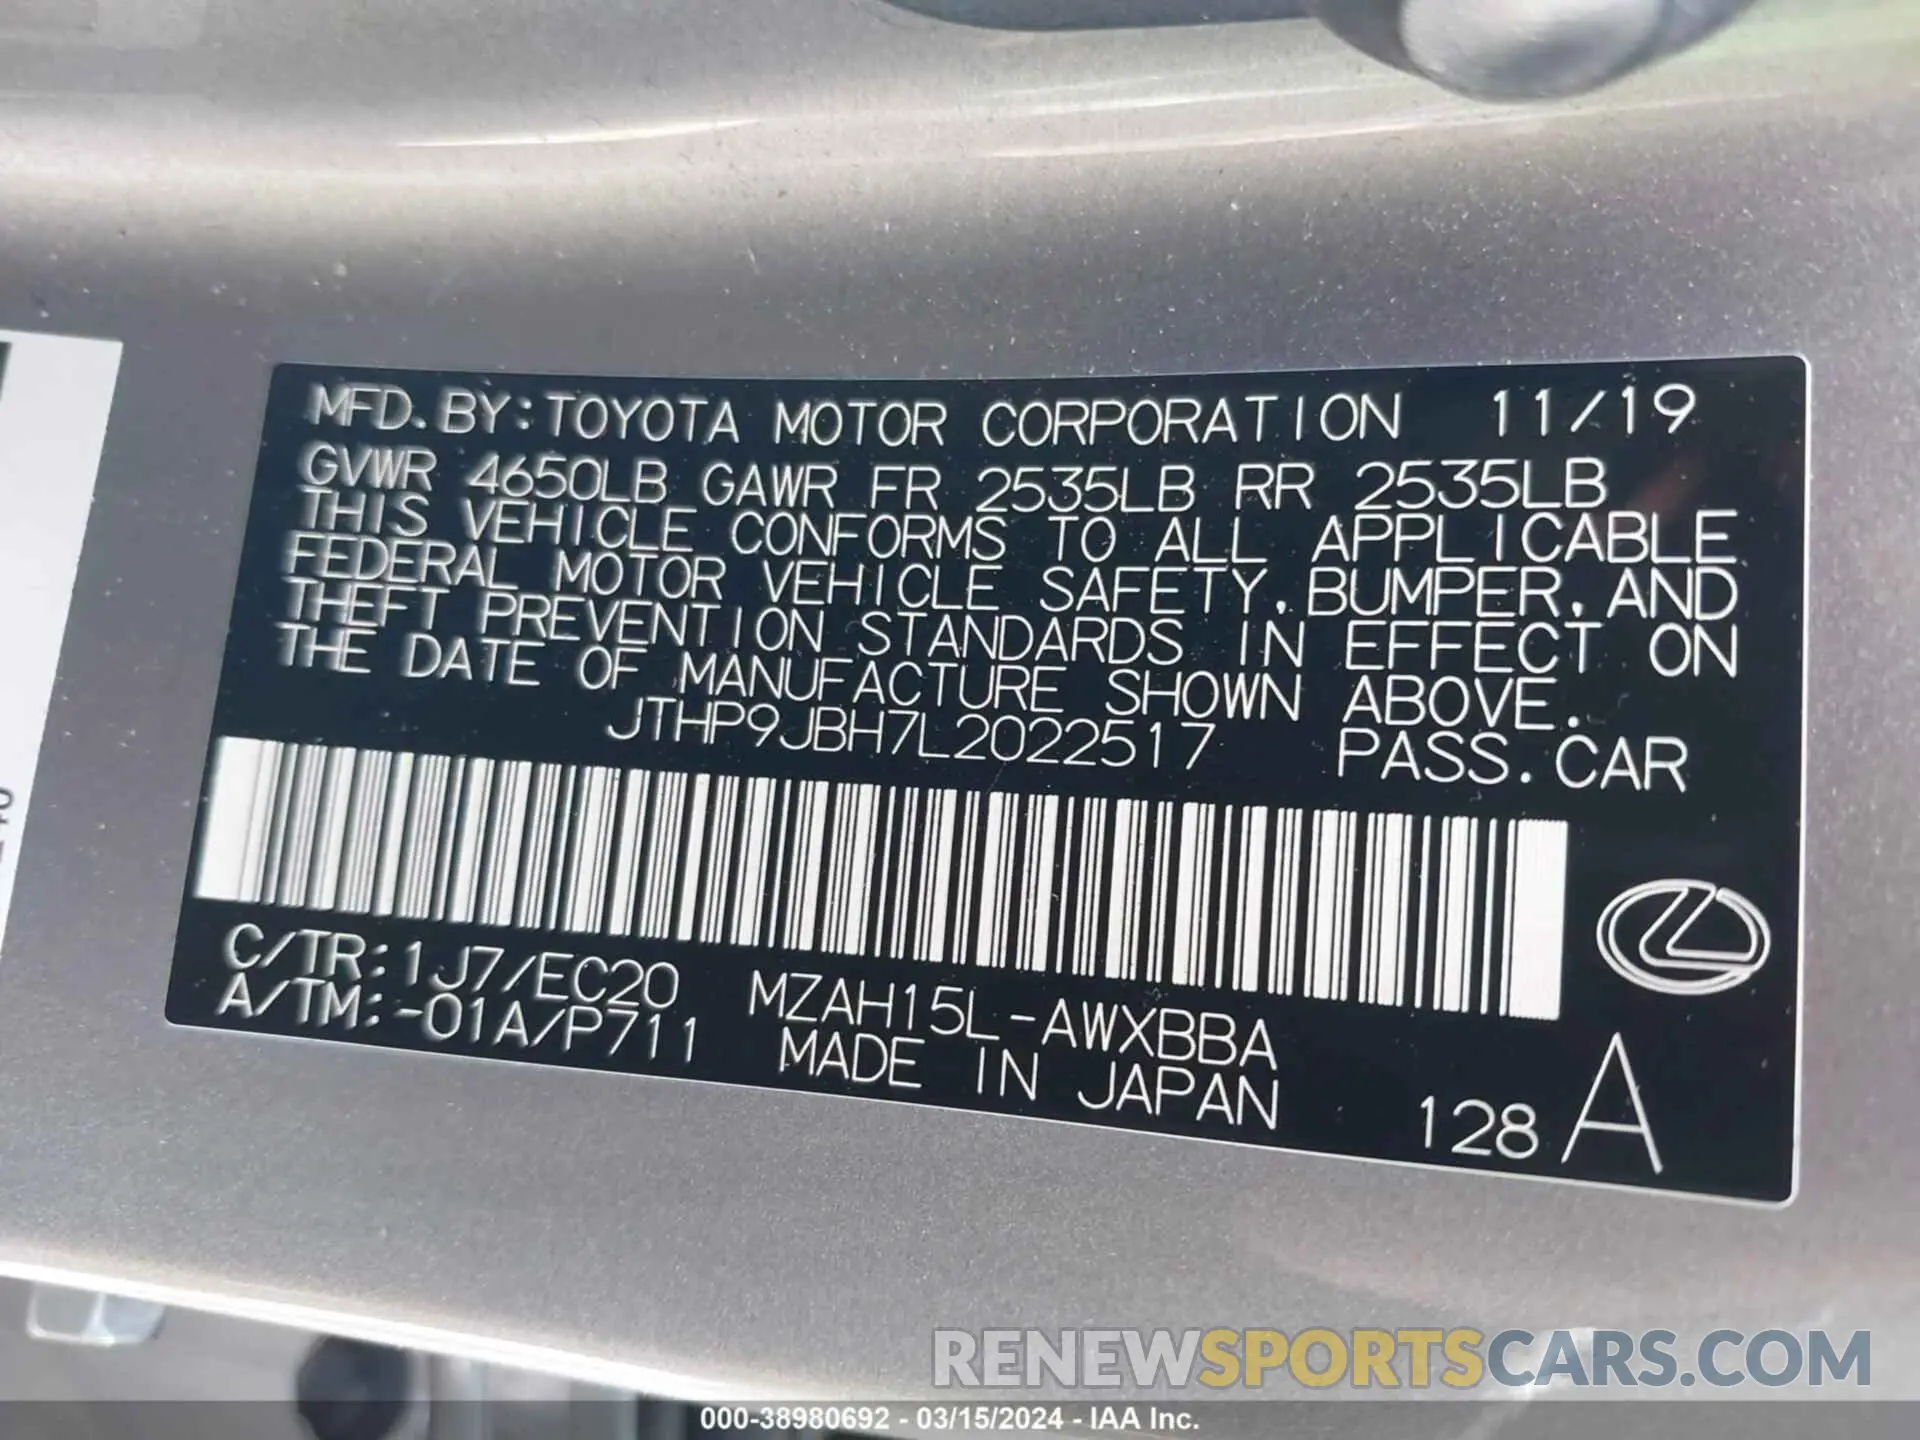 MFD. BY: TOYOTA MOTOR CORPORATION 11/19
GVWR 4650LB GAWR FR 2535LB RR 2535LB
THIS VEHICLE CONFORMS TO ALL APPLICABLE
FEDERAL MOTOR VEHICLE SAFETY, BUMPER, AND
THEFT PREVENTION STANDARDS IN EFFECT ON
THE DATE OF MANUFACTURE SHOWN ABOVE.
JTHP9JBH7L2022517 PASS. CAR
C/TR: 1J7/EC20 MZAH15L-AWXBBA
A/TM: -01A/P711 MADE IN JAPAN
128 A
RENEWSPORTSCARS.COM
000-38980692 - 03/15/2024 - IAA Inc.